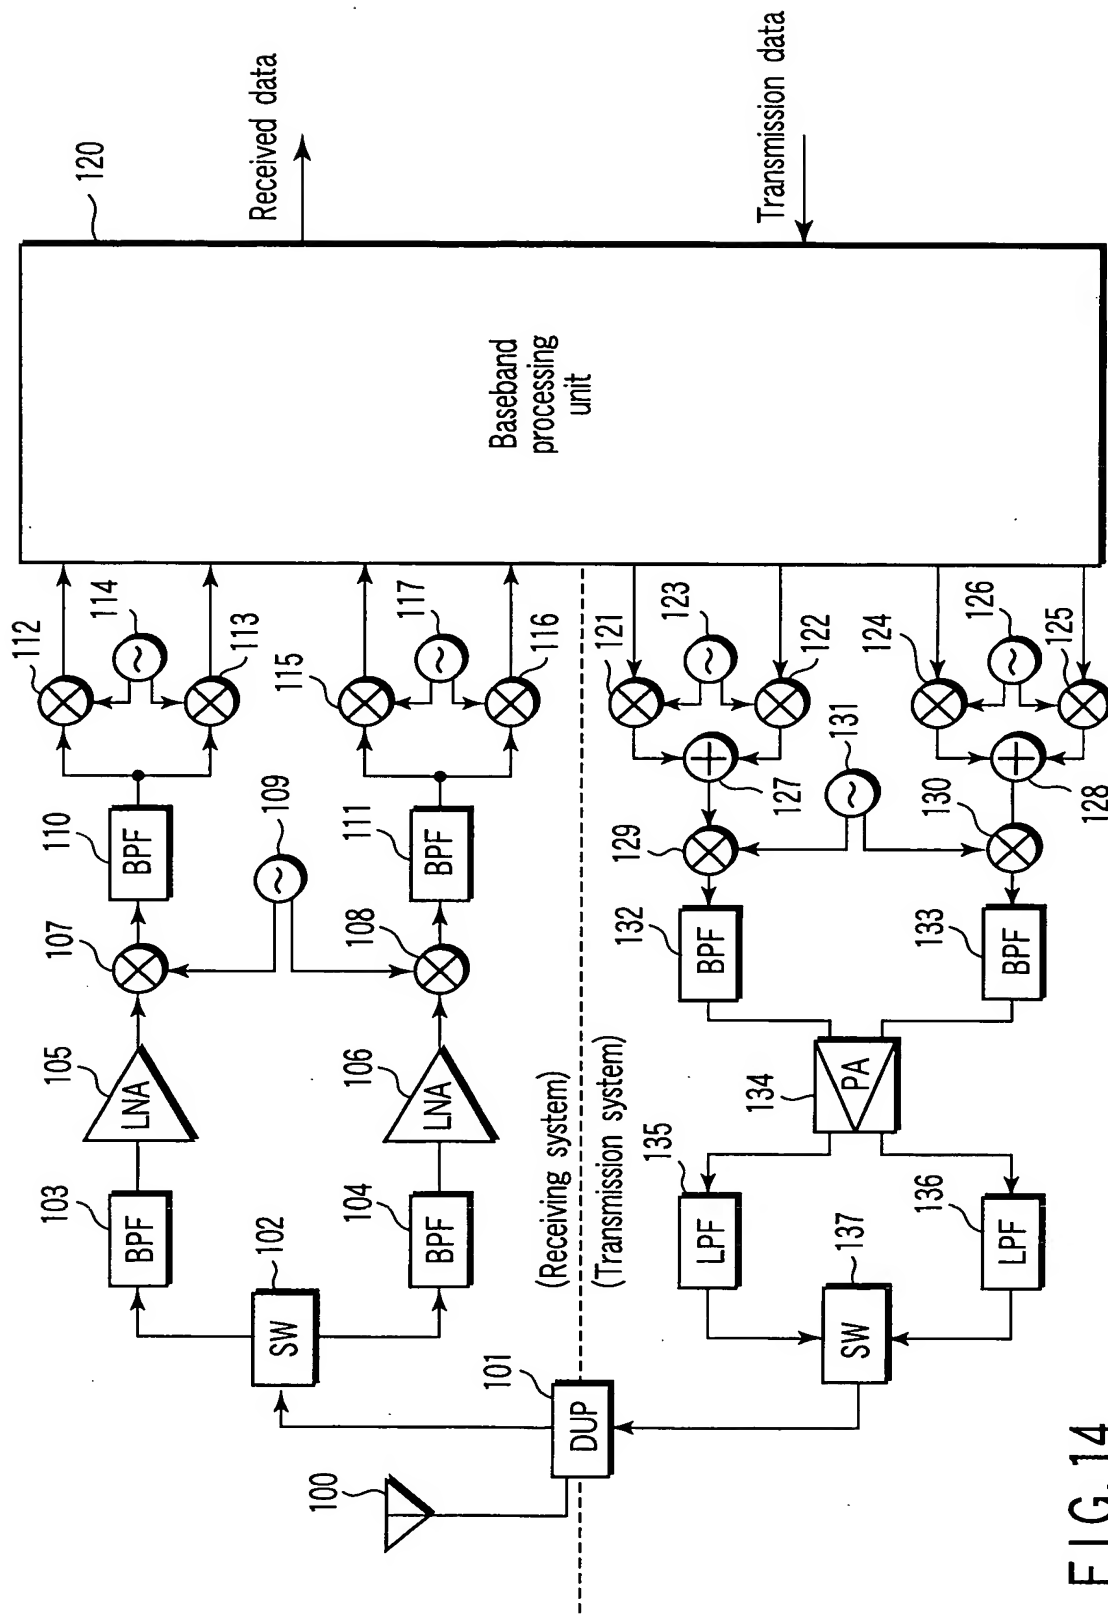 100
101
DUP
102
SW
103
BPF
104
BPF
105
LNA
106
LNA
107
108
109
110
BPF
111
BPF
112
113
114
115
116
117
120
Baseband
processing
unit
Received data
Transmission data
(Receiving system)
(Transmission system)
121
122
123
124
125
126
127
128
129
130
131
132
BPF
133
BPF
134
PA
135
LPF
136
LPF
137
SW
FIG. 14